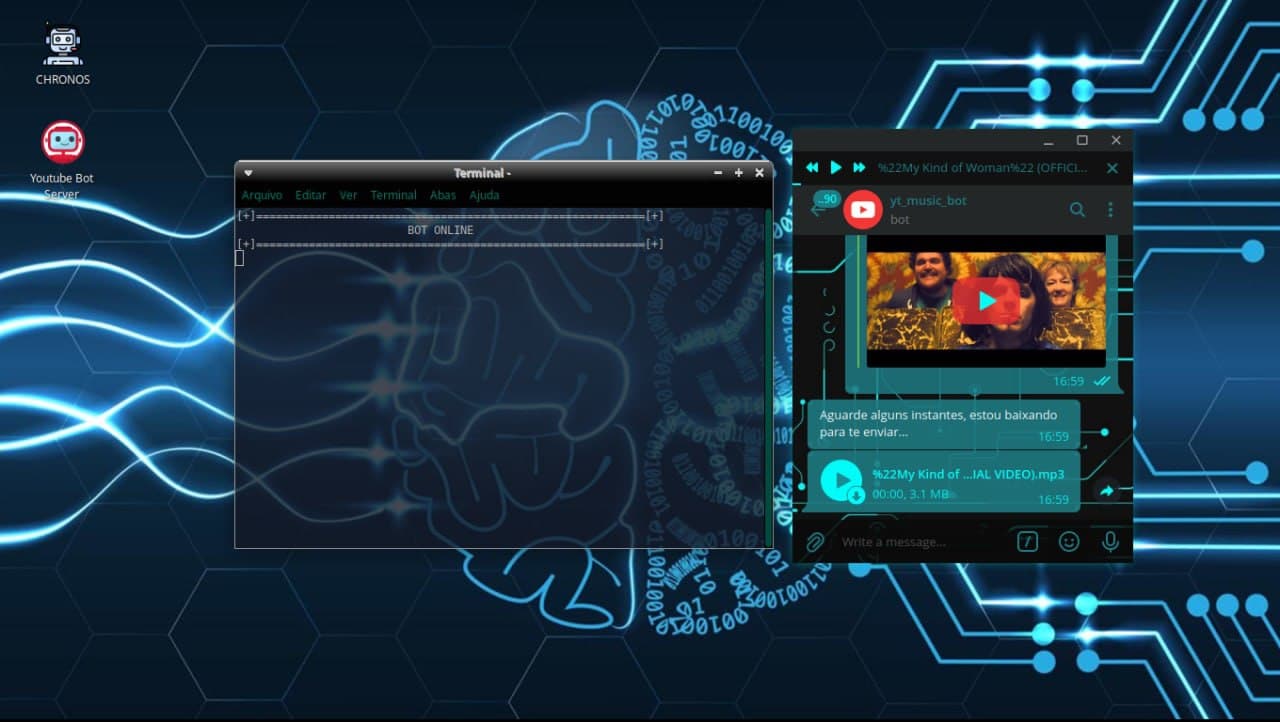 CHRONOS
Youtube Bot
Server
Terminal -
Arquivo Editar Ver Terminal Abas Ajuda
[+]==========================================================[+]
BOT ONLINE
[+]==========================================================[+]
%22My Kind of Woman%22 (OFFICI...
..90
yt_music_bot
bot
16:59
Aguarde alguns instantes, estou baixando
para te enviar...
16:59
%22My Kind of ...IAL VIDEO).mp3
00:00, 3.1 MB
16:59
Write a message...